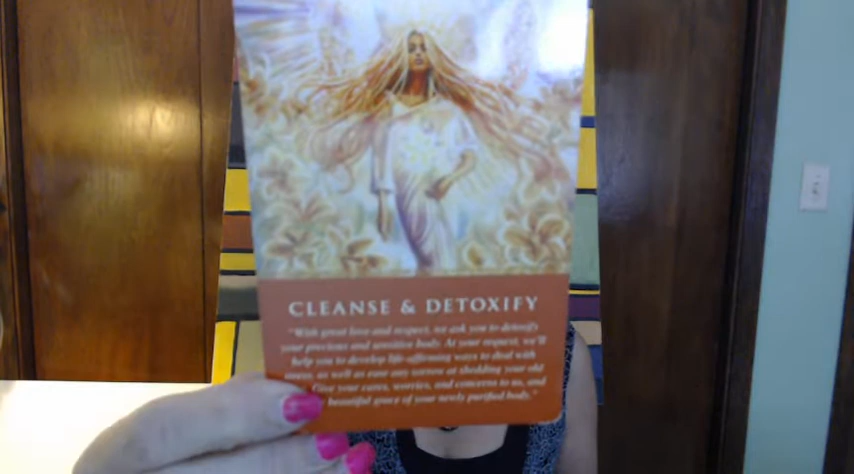 CLEANSE & DETOXIFY
"With great love and respect, we ask you to detoxify
your precious and sensitive body. At your request, we'll
help you to develop life-affirming ways to deal with
stress, as well as ease any sorrow at shedding your old
Give your cares, worries, and concerns to us, and
beautiful grace of your newly purified body."